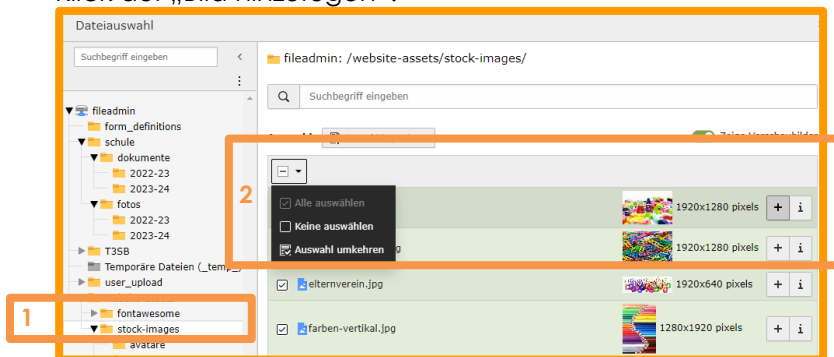 Dateiauswahl
Suchbegriff eingeben
fileadmin: /website-assets/stock-images/
Suchbegriff eingeben
fileadmin
form_definitions
schule
dokumente
2022-23
2023-24
fotos
2022-23
2023-24
T3SB
Temporäre Dateien (_temp_)
user_upload
fontawesome
stock-images
avatare
1
2
Alle auswählen
Keine auswählen
Auswahl umkehren
1920x1280 pixels
1920x1280 pixels
elternverein.jpg
1920x640 pixels
farben-vertikal.jpg
1280x1920 pixels